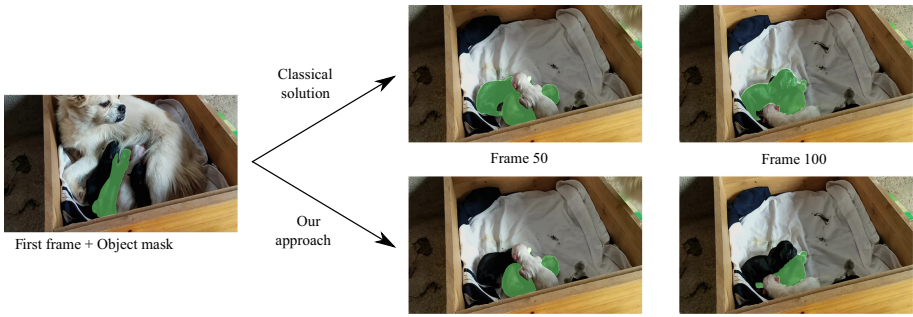 Classical
solution
Frame 50
Frame 100
First frame + Object mask
Our
approach